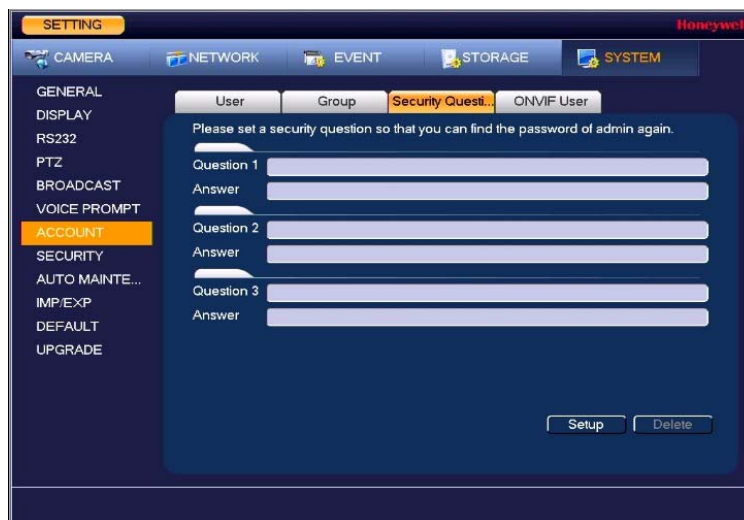 SETTING
Honeywell
CAMERA NETWORK EVENT STORAGE SYSTEM
GENERAL
DISPLAY
RS232
PTZ
BROADCAST
VOICE PROMPT
ACCOUNT
SECURITY
AUTO MAINTE...
IMP/EXP
DEFAULT
UPGRADE
User Group Security Questi... ONVIF User
Please set a security question so that you can find the password of admin again.
Question 1
Answer
Question 2
Answer
Question 3
Answer
Setup Delete